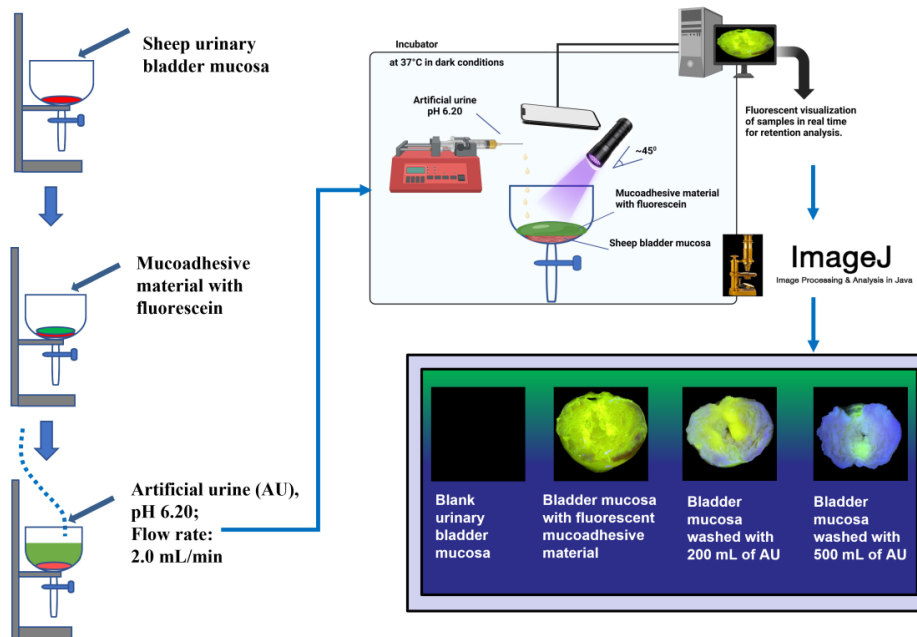 Sheep urinary
bladder mucosa
Mucoadhesive
material with
fluorescein
Artificial urine (AU),
pH 6.20;
Flow rate:
2.0 mL/min
Incubator
at 37°C in dark conditions
Artificial urine
pH 6.20
~45⁰
Mucoadhesive material
with fluorescein
Sheep bladder mucosa
Fluorescent visualization
of samples in real time
for retention analysis.
ImageJ
Image Processing & Analysis in Java
Blank
urinary
bladder
mucosa
Bladder mucosa
with fluorescent
mucoadhesive
material
Bladder
mucosa
washed with
200 mL of AU
Bladder
mucosa
washed with
500 mL of AU